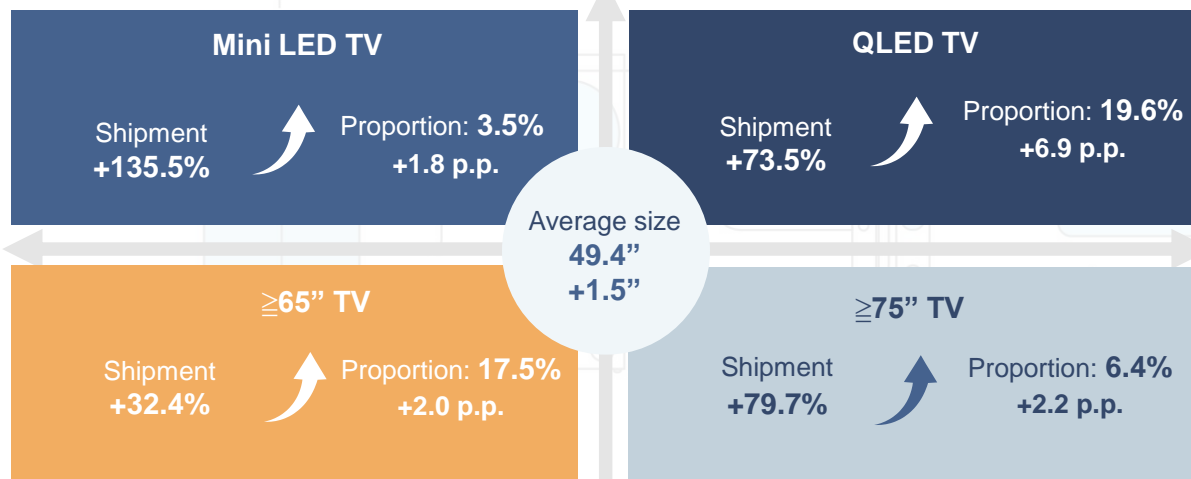 Mini LED TV
Shipment
+135.5%
Proportion: 3.5%
+1.8 p.p.
QLED TV
Shipment
+73.5%
Proportion: 19.6%
+6.9 p.p.
Average size
49.4”
+1.5”
≧65” TV
Shipment
+32.4%
Proportion: 17.5%
+2.0 p.p.
≧75” TV
Shipment
+79.7%
Proportion: 6.4%
+2.2 p.p.